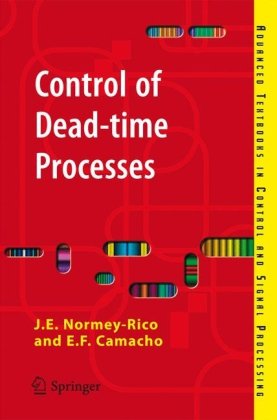 Control of
Dead-time
Processes
J.E. Normey-Rico
and E.F. Camacho
Springer
ADVANCED TEXTBOOKS IN CONTROL AND SIGNAL PROCESSING